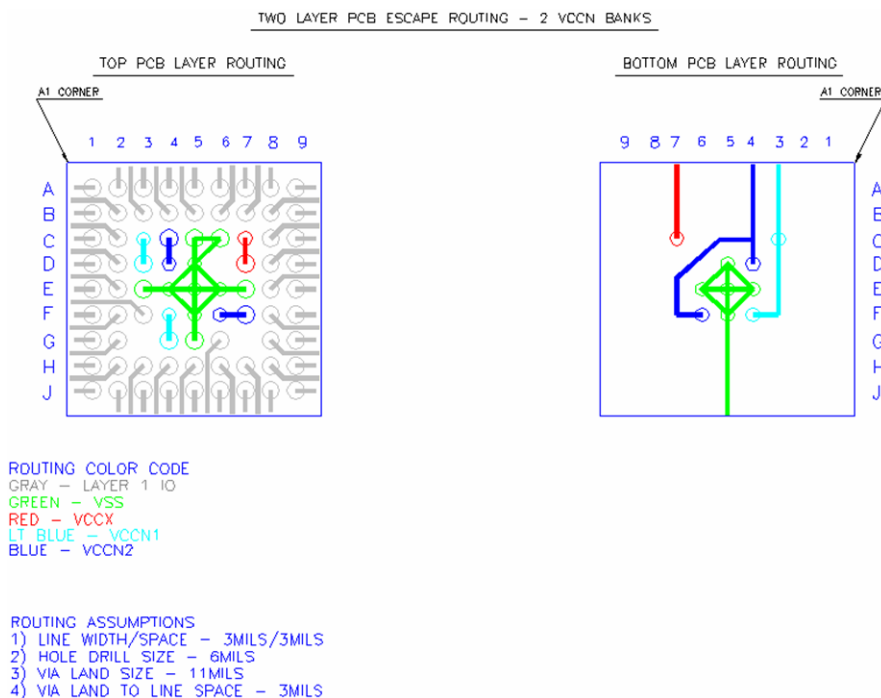 TWO LAYER PCB ESCAPE ROUTING – 2 VCCN BANKS
TOP PCB LAYER ROUTING
BOTTOM PCB LAYER ROUTING
A1 CORNER
A1 CORNER
1 2 3 4 5 6 7 8 9
9 8 7 6 5 4 3 2 1
A A
B B
C C
D D
E E
F F
G G
H H
J J
ROUTING COLOR CODE
GRAY – LAYER 1 IO
GREEN – VSS
RED – VCCX
LT BLUE – VCCN1
BLUE – VCCN2
ROUTING ASSUMPTIONS
1) LINE WIDTH/SPACE – 3MILS/3MILS
2) HOLE DRILL SIZE – 6MILS
3) VIA LAND SIZE – 11MILS
4) VIA LAND TO LINE SPACE – 3MILS